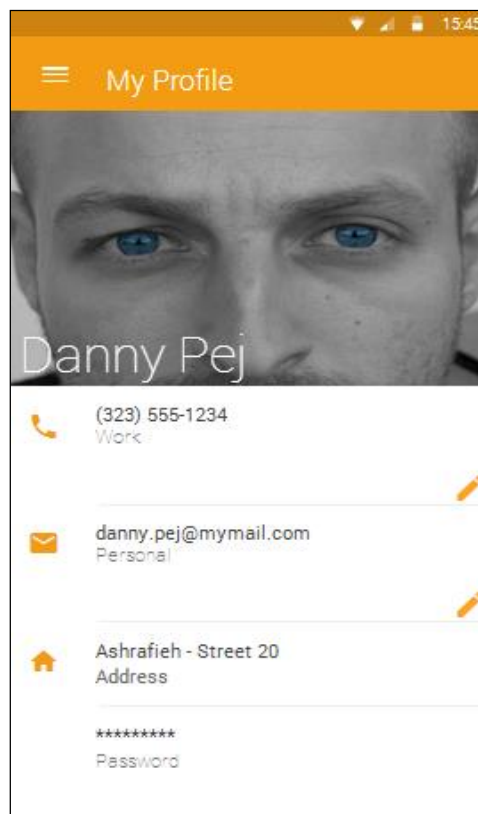 15:45
My Profile
Danny Pej
(323) 555-1234
Work
danny.pej@mymail.com
Personal
Ashrafieh - Street 20
Address
*********
Password